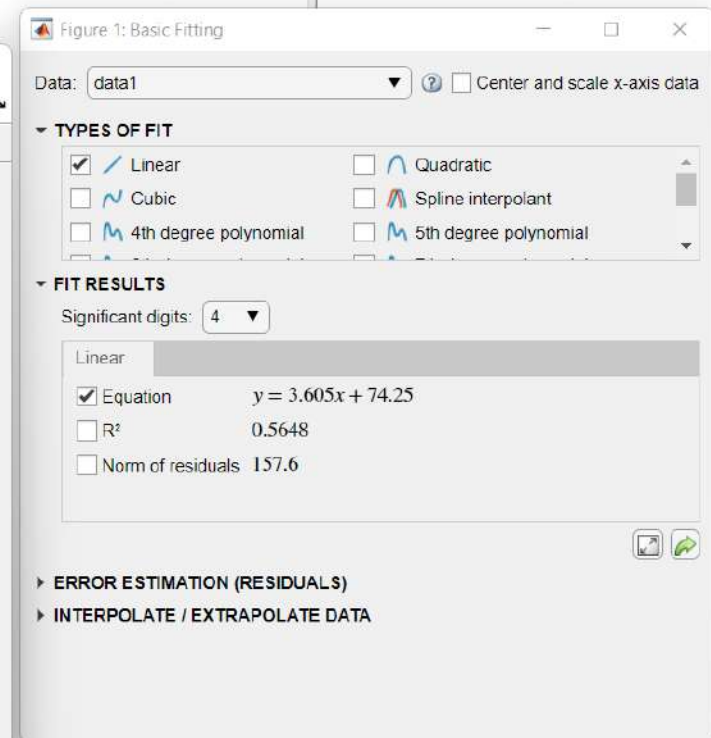 Figure 1: Basic Fitting
Data: data1 Center and scale x-axis data
TYPES OF FIT
Linear Quadratic
Cubic Spline interpolant
4th degree polynomial 5th degree polynomial
FIT RESULTS
Significant digits: 4
Linear
Equation y = 3.605x + 74.25
R² 0.5648
Norm of residuals 157.6
ERROR ESTIMATION (RESIDUALS)
INTERPOLATE / EXTRAPOLATE DATA